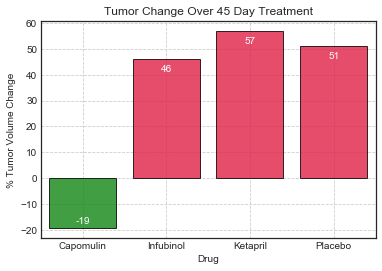 Tumor Change Over 45 Day Treatment
% Tumor Volume Change
60
50
40
30
20
10
0
−10
−20
46
57
51
-19
Capomulin
Infubinol
Ketapril
Placebo
Drug